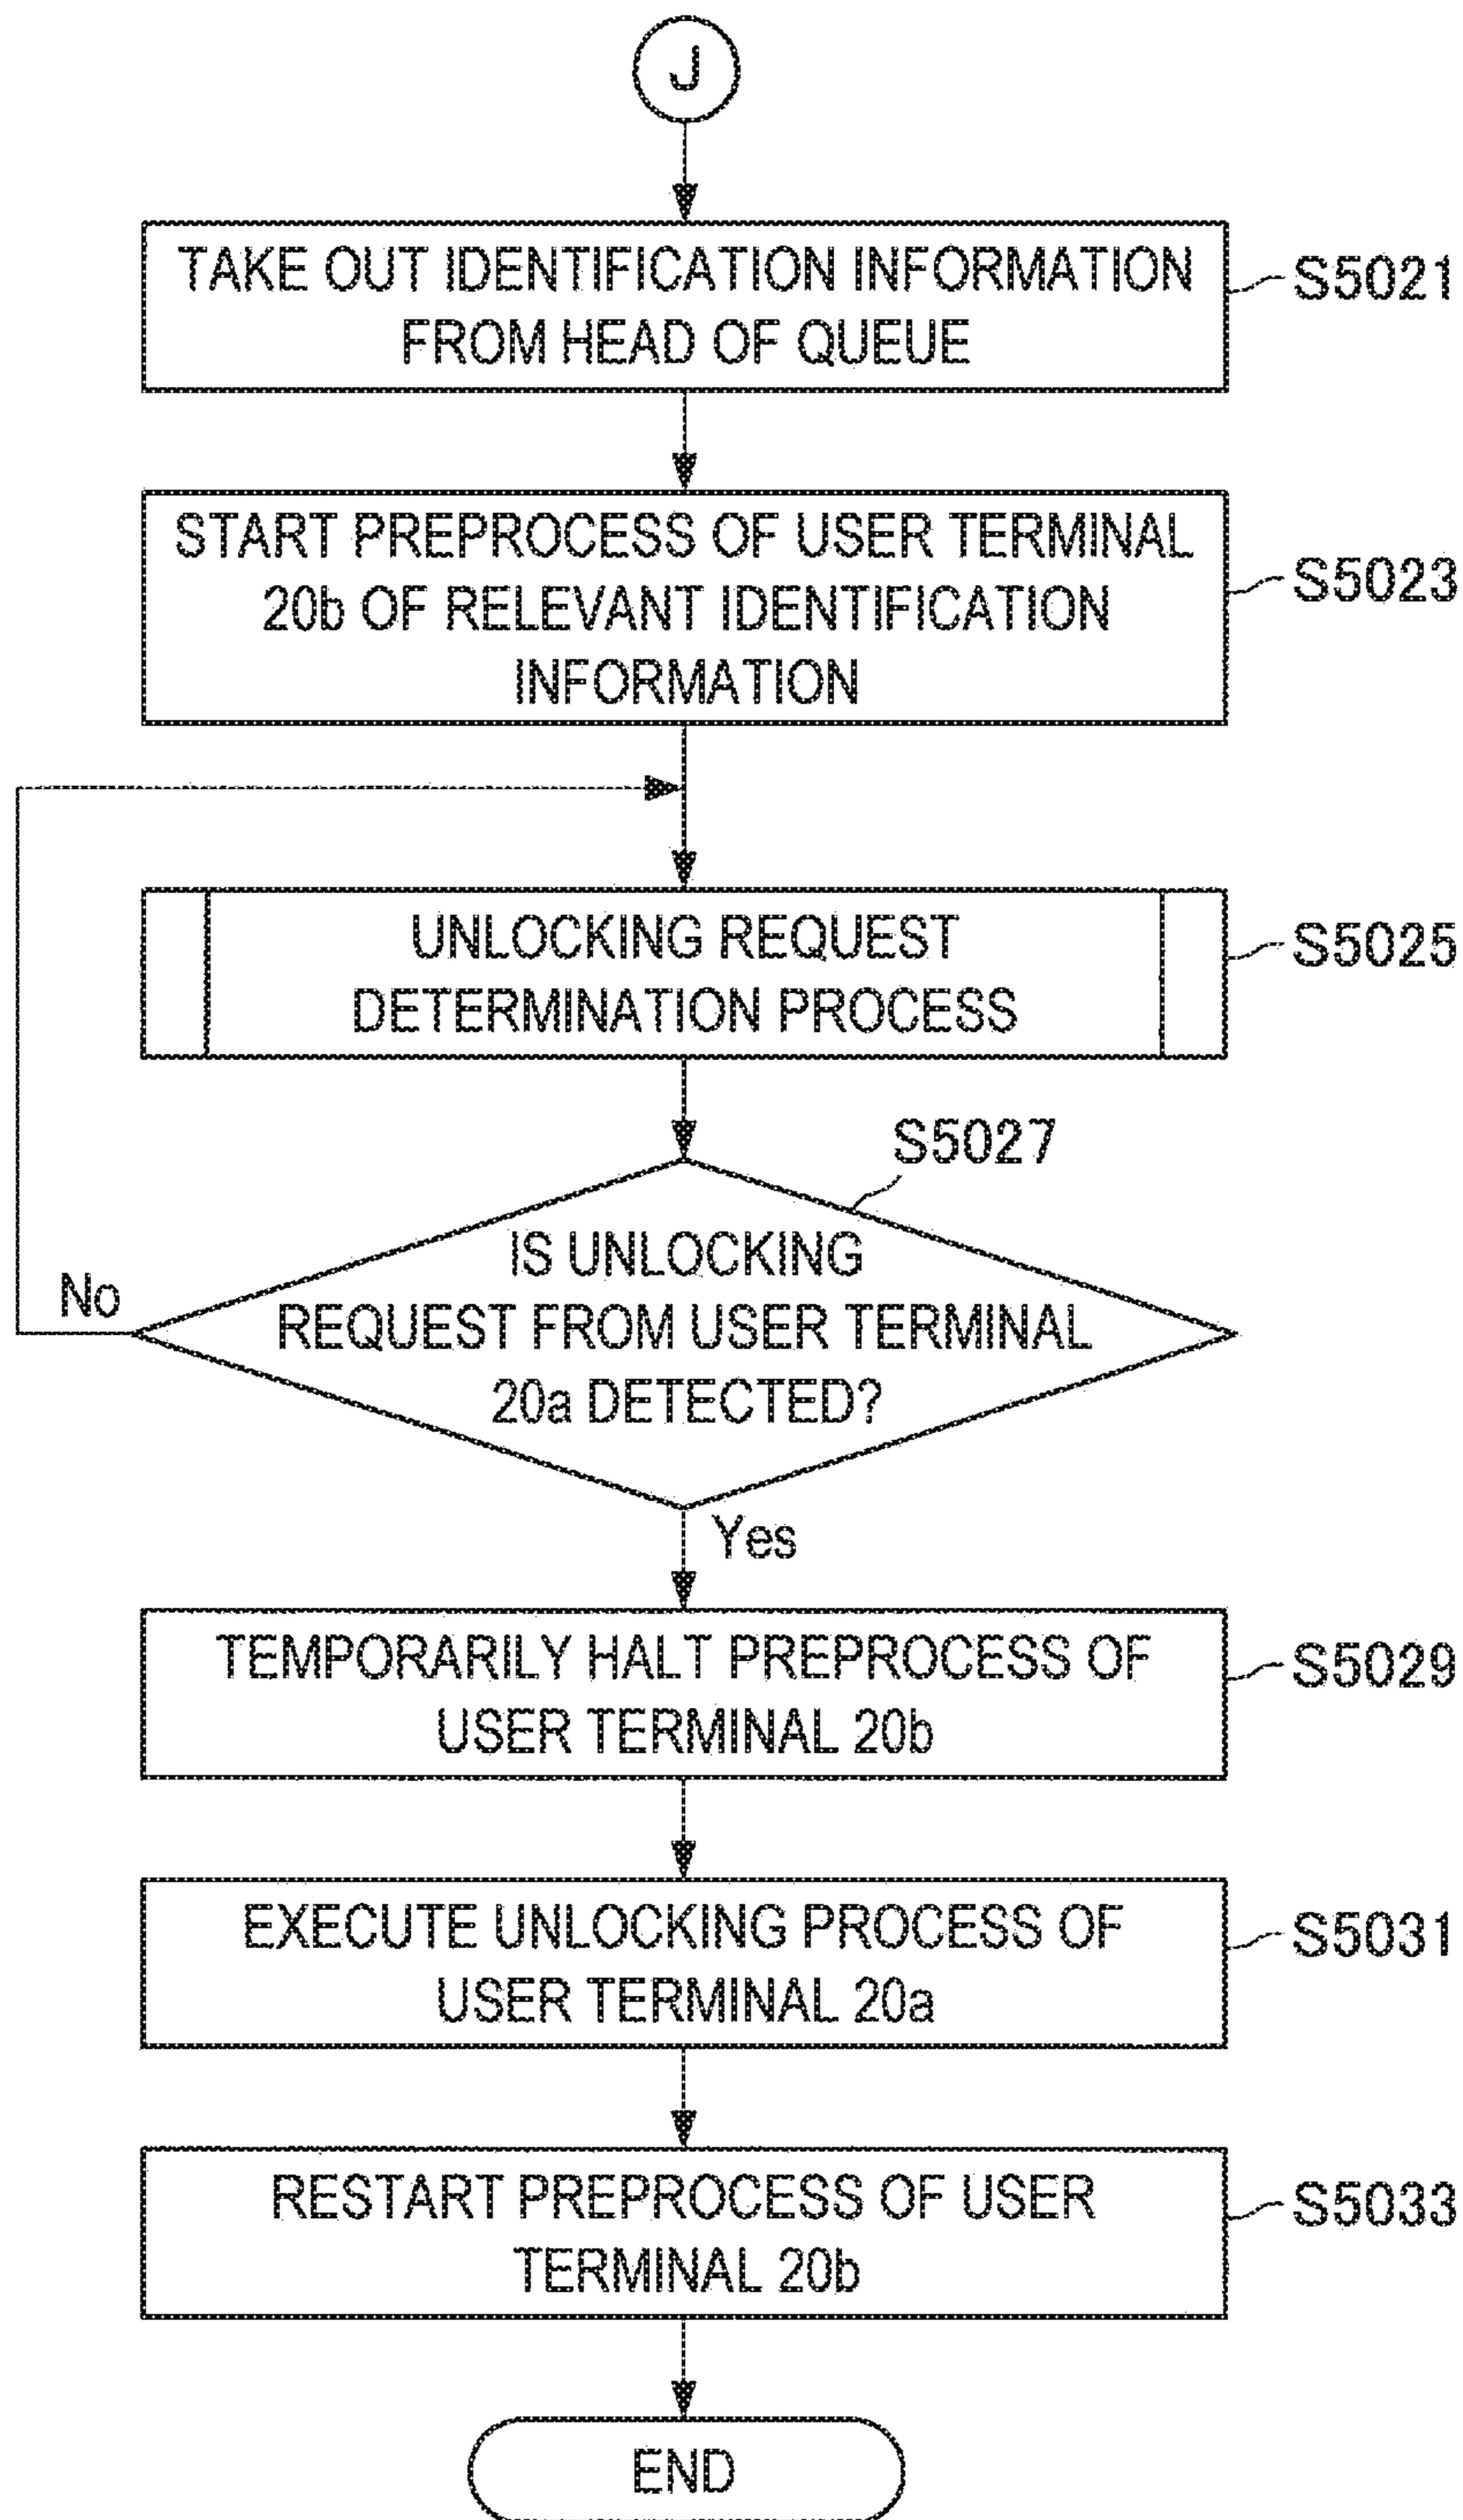 J
TAKE OUT IDENTIFICATION INFORMATION
FROM HEAD OF QUEUE
S5021
START PREPROCESS OF USER TERMINAL
20b OF RELEVANT IDENTIFICATION
INFORMATION
S5023
UNLOCKING REQUEST
DETERMINATION PROCESS
S5025
S5027
IS UNLOCKING
REQUEST FROM USER TERMINAL
20a DETECTED?
No
Yes
TEMPORARILY HALT PREPROCESS OF
USER TERMINAL 20b
S5029
EXECUTE UNLOCKING PROCESS OF
USER TERMINAL 20a
S5031
RESTART PREPROCESS OF USER
TERMINAL 20b
S5033
END